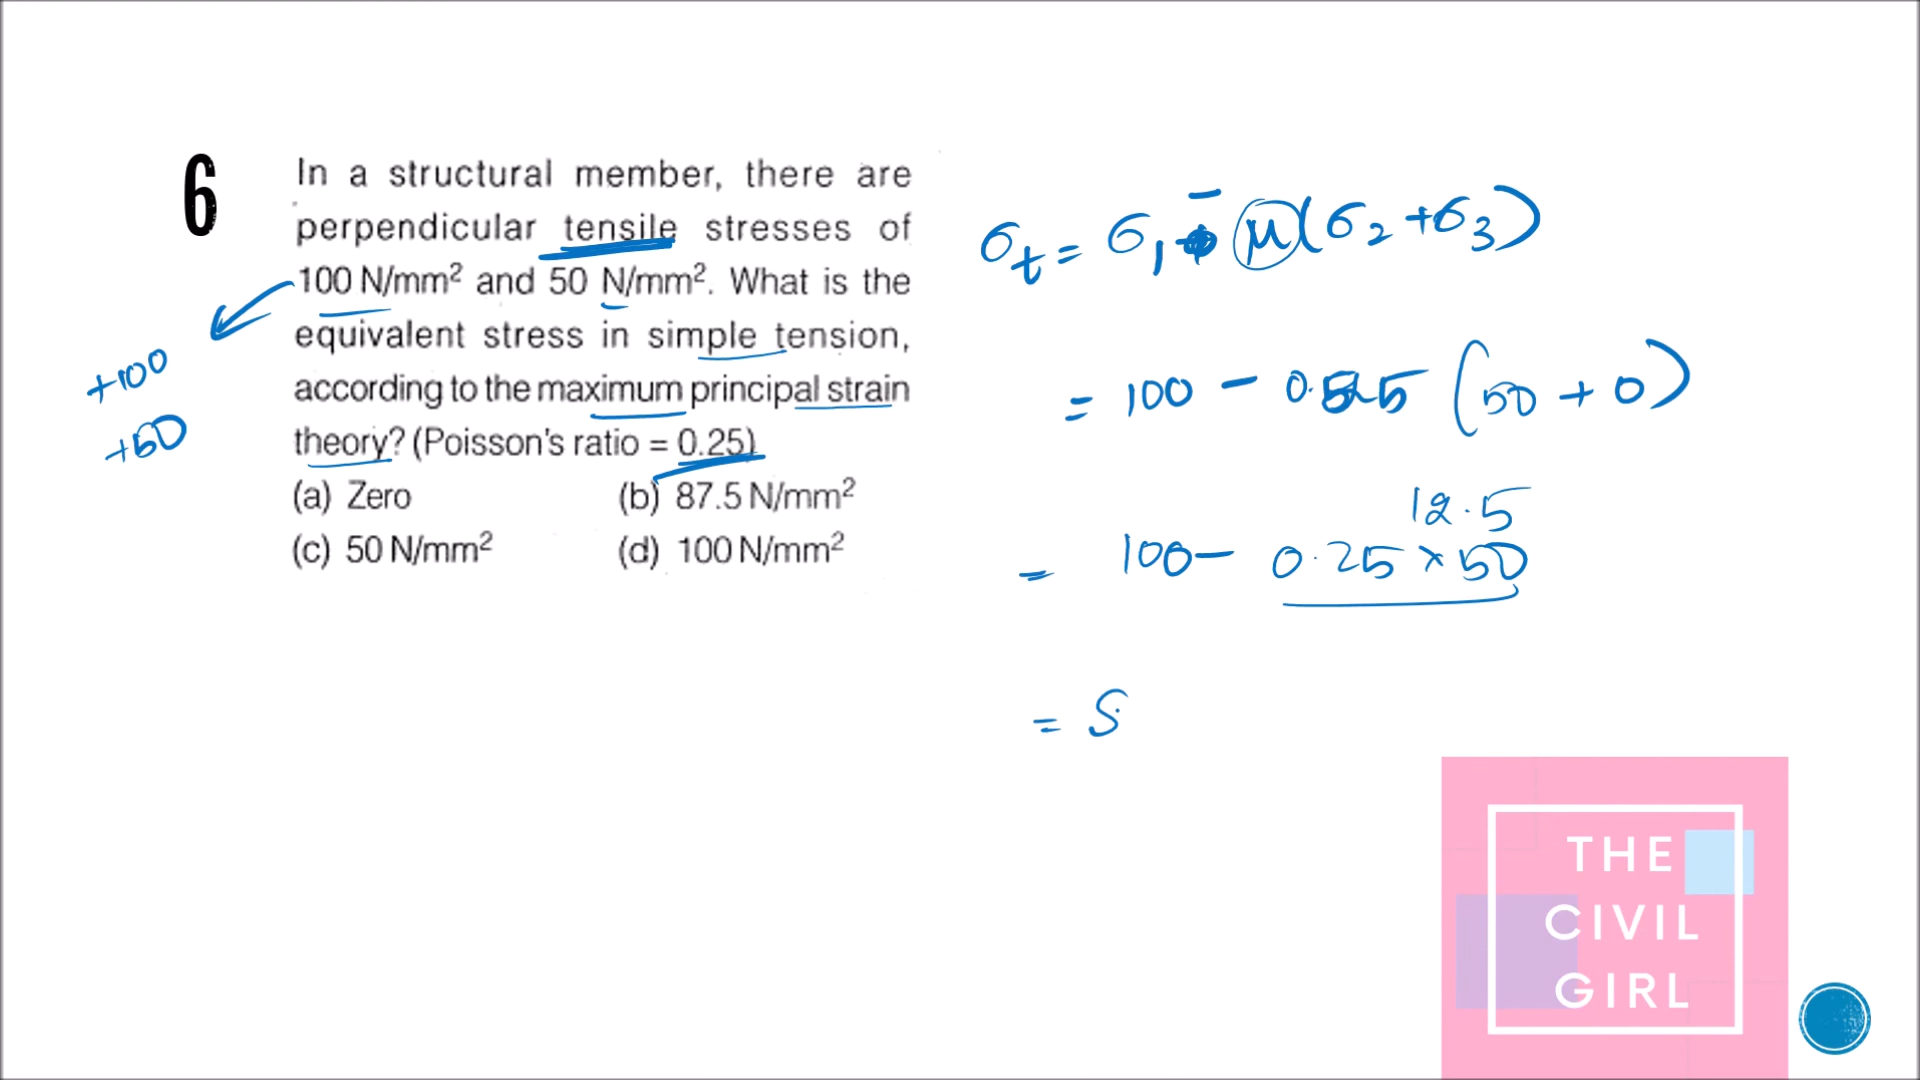 6
In a structural member, there are
perpendicular tensile stresses of
100 N/mm² and 50 N/mm². What is the
equivalent stress in simple tension,
according to the maximum principal strain
theory? (Poisson's ratio = 0.25)
(a) Zero (b) 87.5 N/mm²
(c) 50 N/mm² (d) 100 N/mm²
+100
+50
σt = σ1 - μ(σ2 + σ3)
= 100 - 0.25 (50 + 0)
12.5
= 100 - 0.25 × 50
=
THE
CIVIL
GIRL